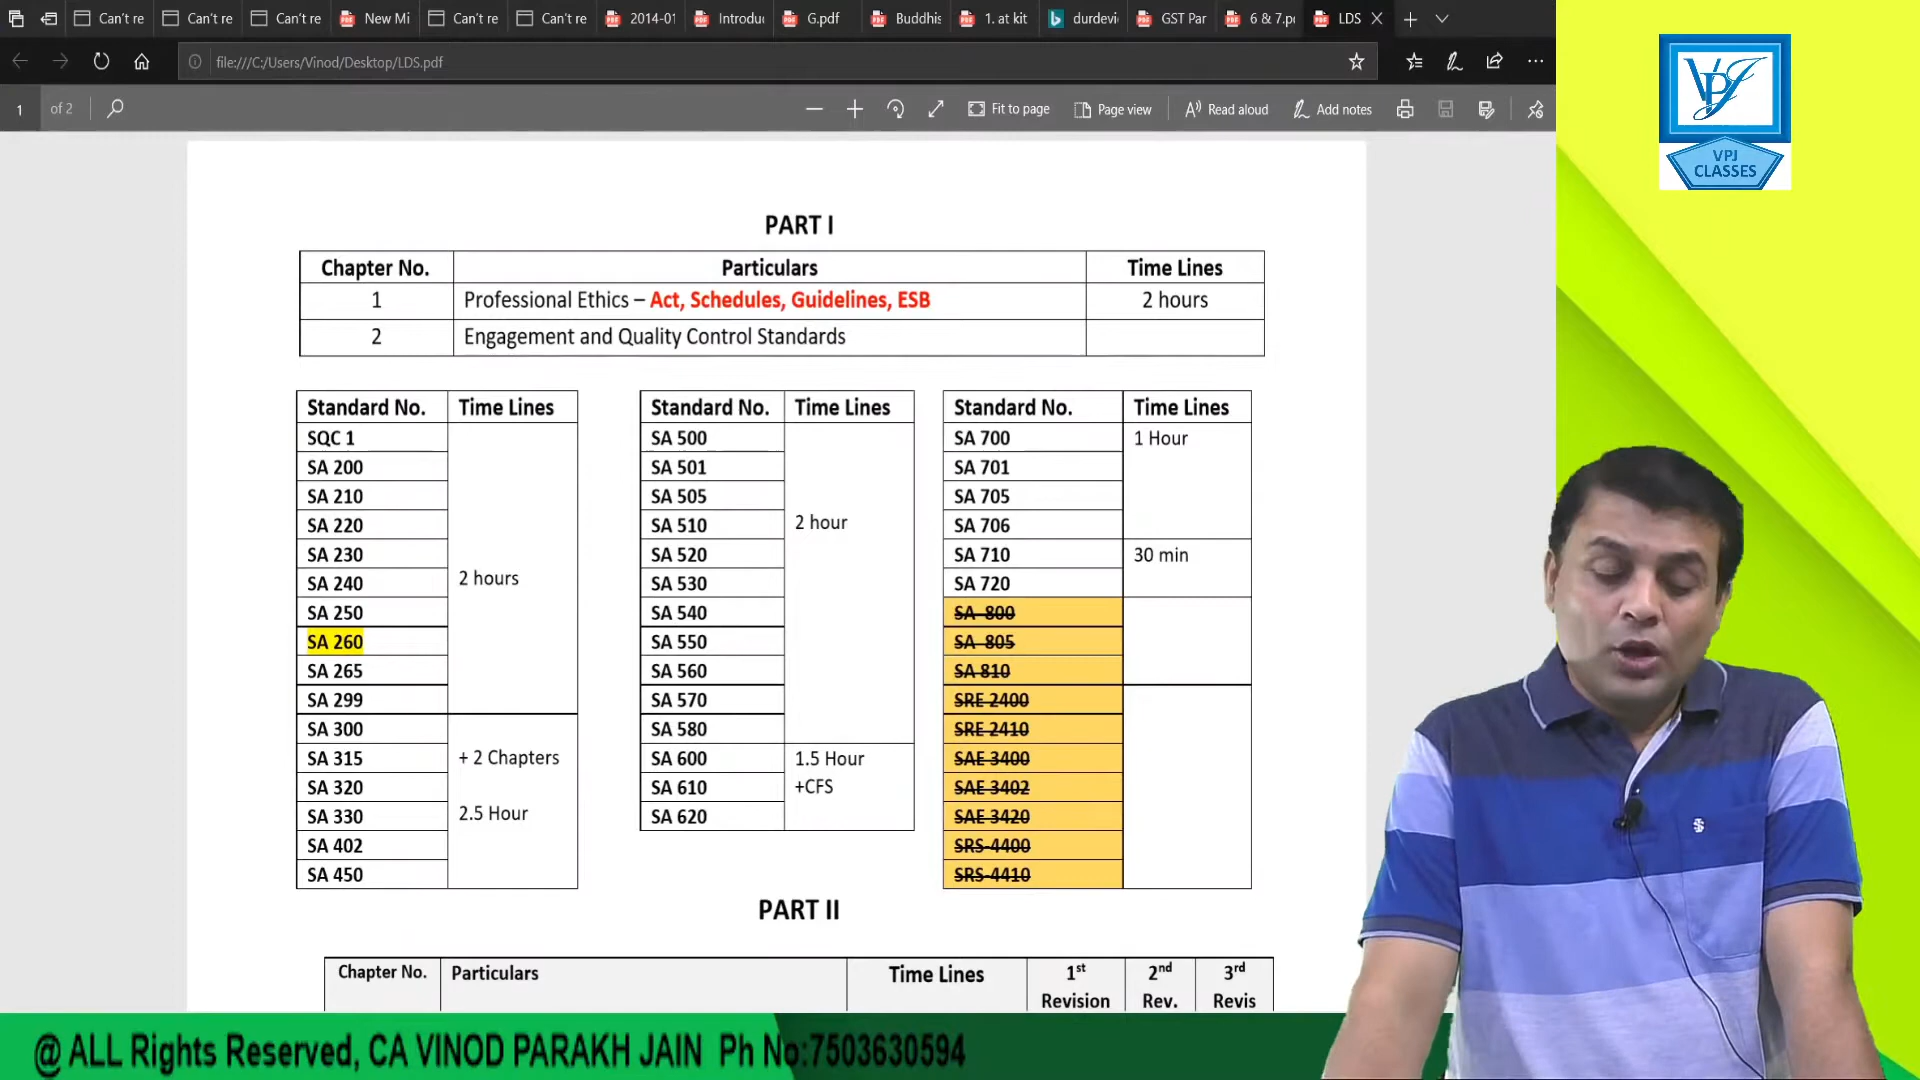 Can't re
Can't re
Can't re
New Mi
Can't re
Can't re
2014-01
Introdu
G.pdf
Buddhis
1. at kit
durdevi
GST Par
6 & 7.p
LDS
file:///C:/Users/Vinod/Desktop/LDS.pdf
1 of 2
Fit to page
Page view
Read aloud
Add notes
VPJ
VPJ
CLASSES
PART I
Chapter No. Particulars Time Lines
1 Professional Ethics – Act, Schedules, Guidelines, ESB 2 hours
2 Engagement and Quality Control Standards
Standard No. Time Lines
SQC 1
SA 200
SA 210
SA 220
SA 230
SA 240
2 hours
SA 250
SA 260
SA 265
SA 299
SA 300
SA 315
+ 2 Chapters
SA 320
SA 330
2.5 Hour
SA 402
SA 450
Standard No. Time Lines
SA 500
SA 501
SA 505
SA 510
2 hour
SA 520
SA 530
SA 540
SA 550
SA 560
SA 570
SA 580
SA 600 1.5 Hour
SA 610 +CFS
SA 620
Standard No. Time Lines
SA 700 1 Hour
SA 701
SA 705
SA 706
SA 710 30 min
SA 720
SA 800
SA 805
SA 810
SRE 2400
SRE 2410
SAE 3400
SAE 3402
SAE 3420
SRS 4400
SRS 4410
PART II
Chapter No. Particulars Time Lines 1st 2nd 3rd
Revision Rev. Revis
@ ALL Rights Reserved, CA VINOD PARAKH JAIN Ph No:7503630594